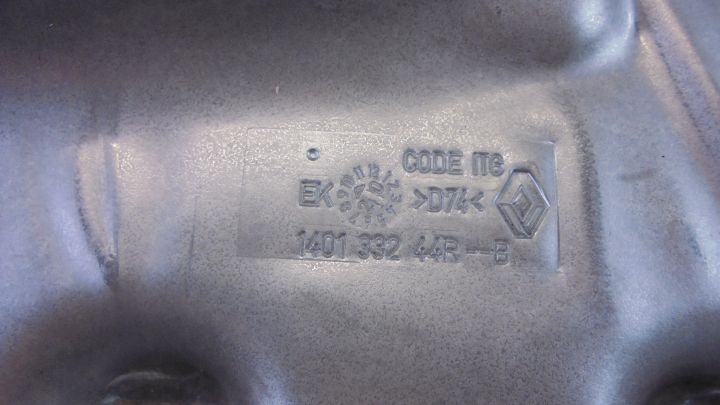 CODE ITG
EK >D74<
1401 332 44R--B